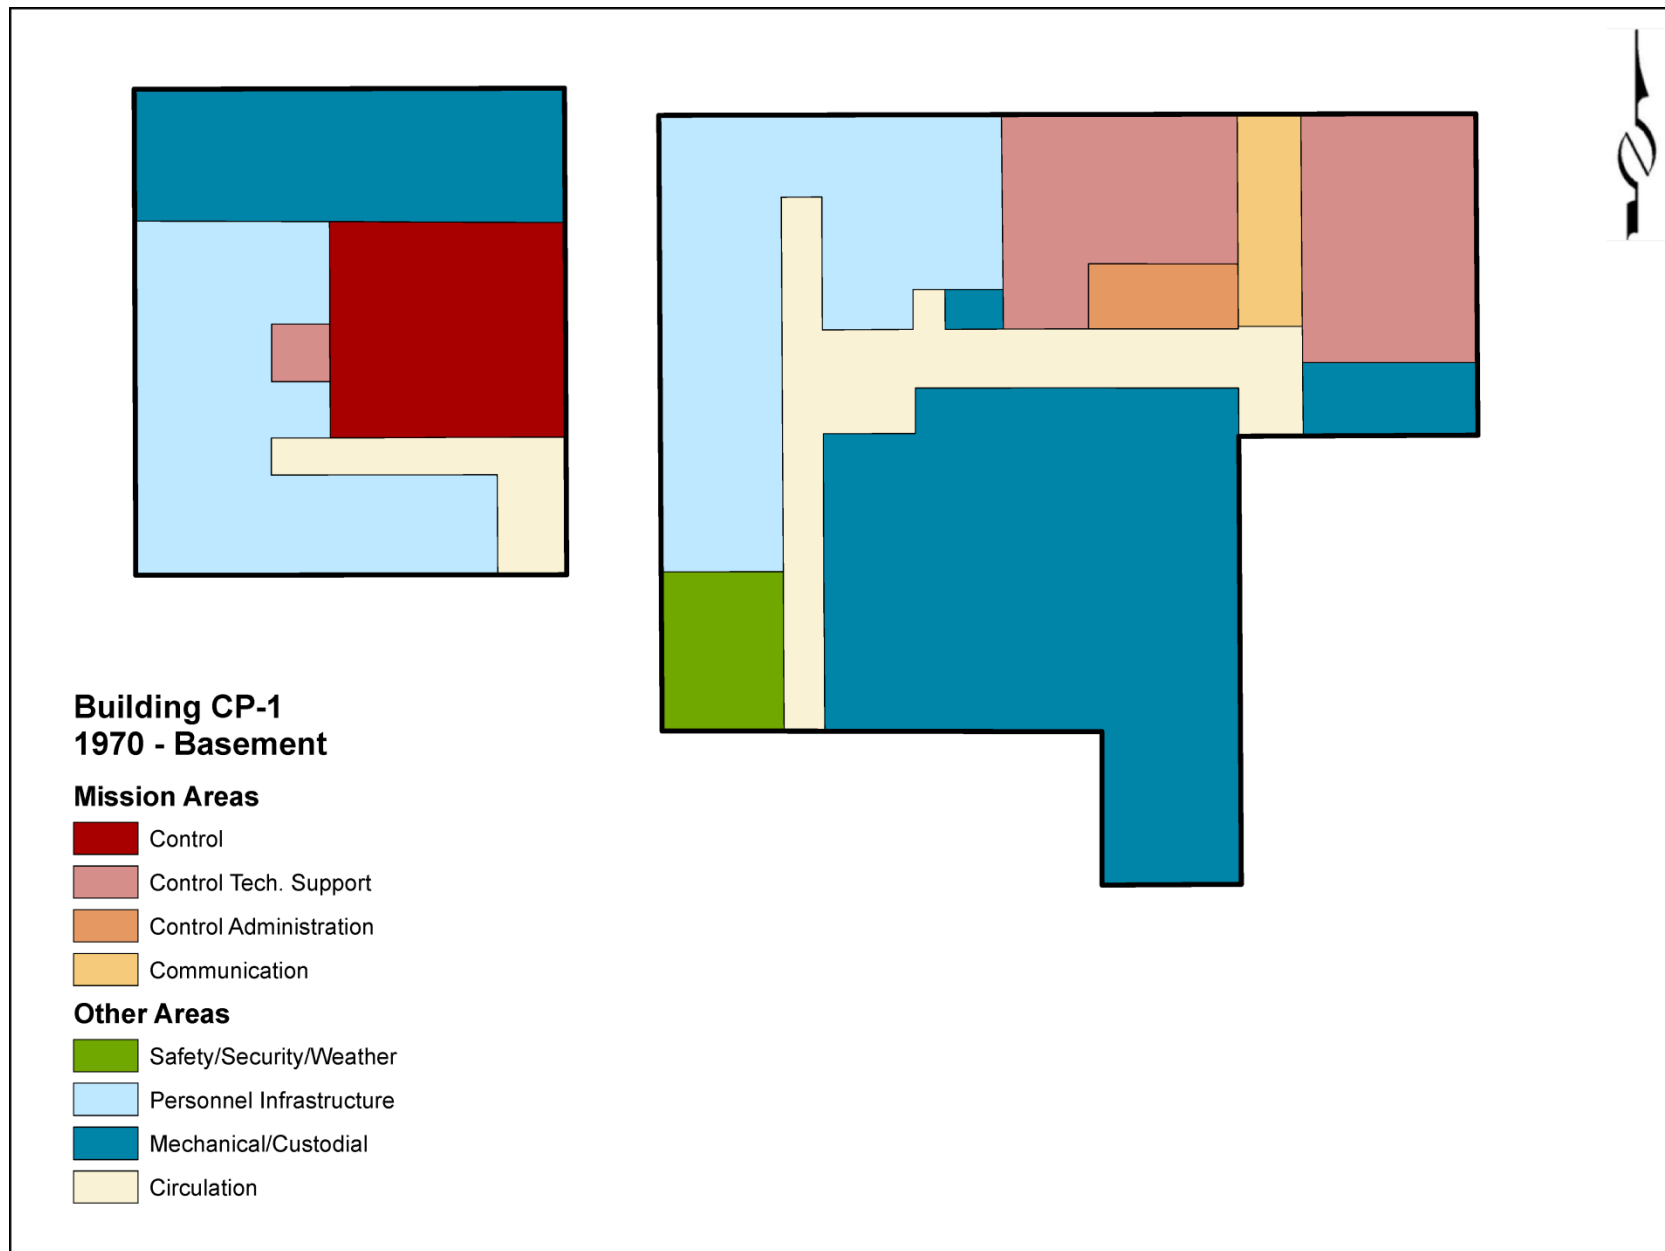 Building CP-1
1970 - Basement
Mission Areas
Control
Control Tech. Support
Control Administration
Communication
Other Areas
Safety/Security/Weather
Personnel Infrastructure
Mechanical/Custodial
Circulation